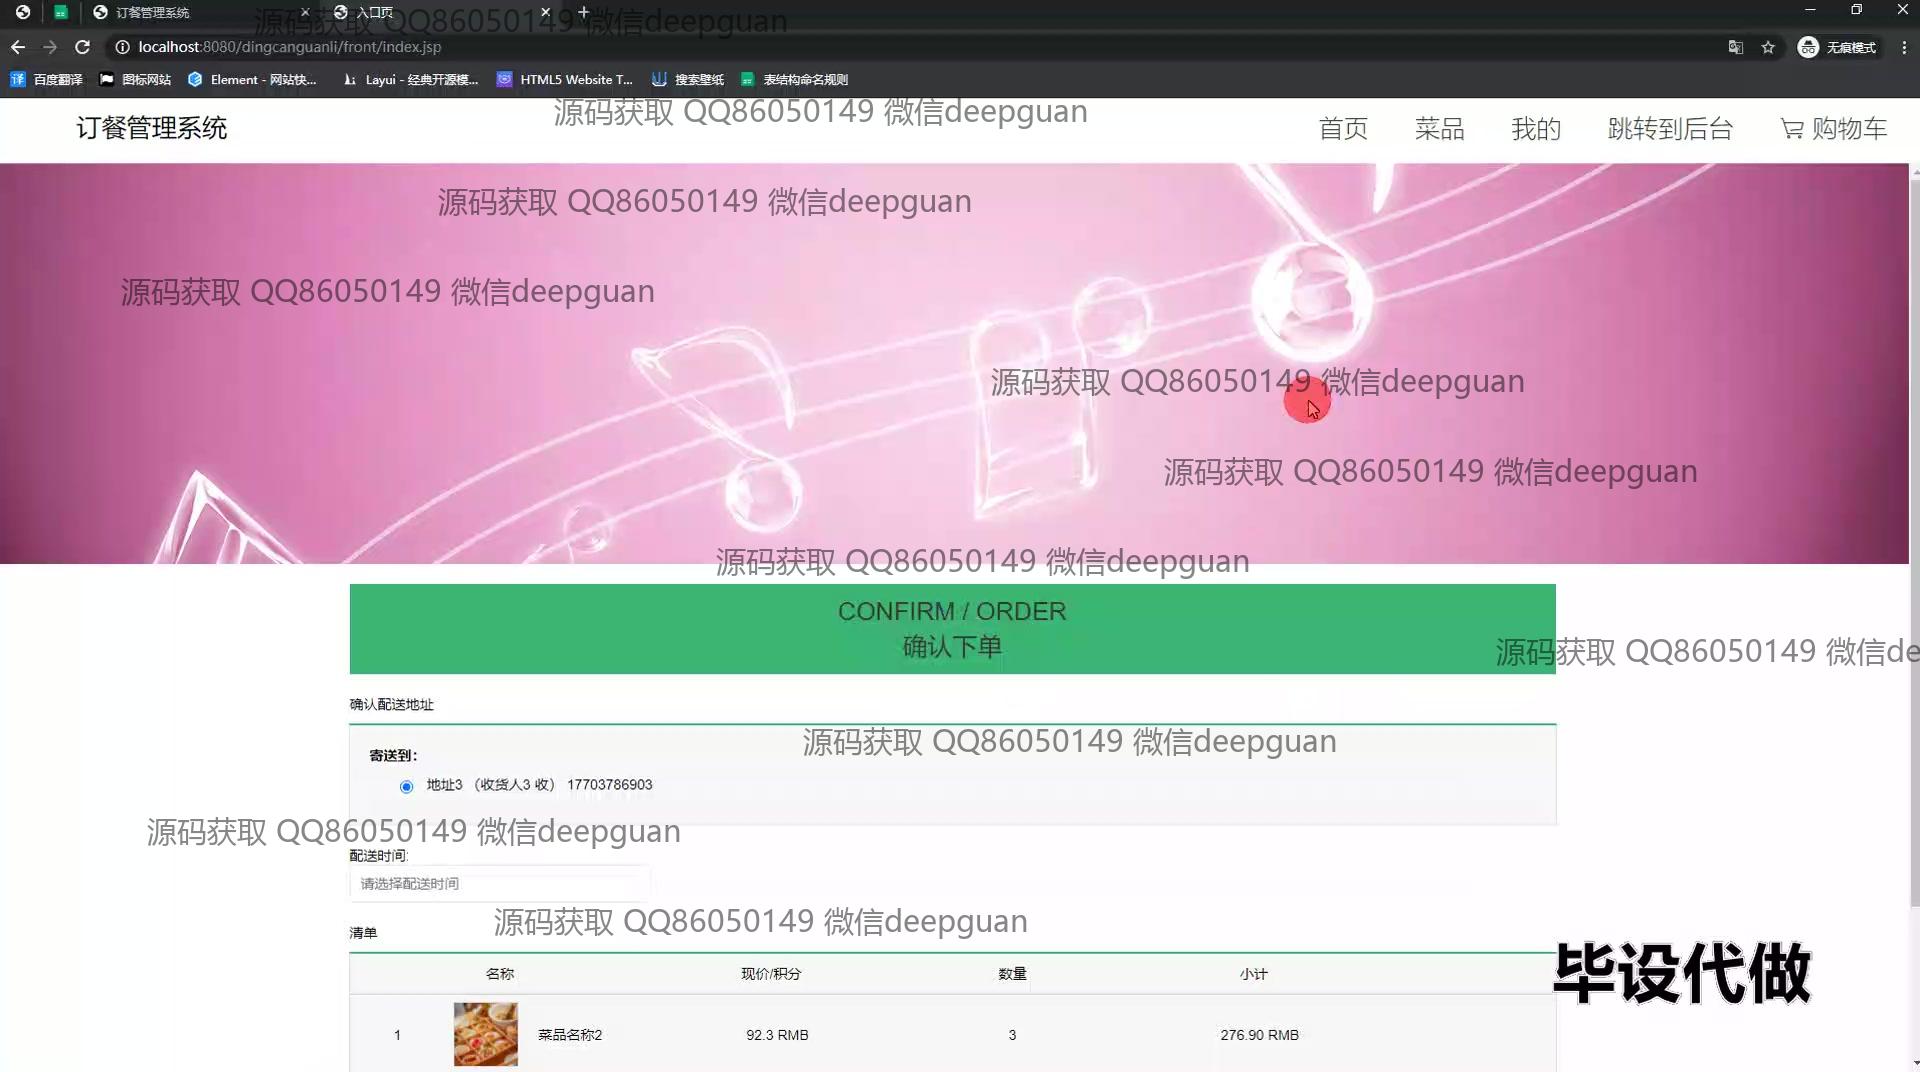 订餐管理系统
入口页
源码获取 QQ86050149 微信deepguan
localhost:8080/dingcanguanli/front/index.jsp
无痕模式
百度翻译
图标网站
Element - 网站快...
Layui - 经典开源模...
HTML5 Website T...
搜索壁纸
表结构命名规则
源码获取 QQ86050149 微信deepguan
订餐管理系统
首页
菜品
我的
跳转到后台
购物车
源码获取 QQ86050149 微信deepguan
源码获取 QQ86050149 微信deepguan
源码获取 QQ86050149 微信deepguan
源码获取 QQ86050149 微信deepguan
源码获取 QQ86050149 微信deepguan
CONFIRM / ORDER
确认下单
源码获取 QQ86050149 微信de
确认配送地址
源码获取 QQ86050149 微信deepguan
寄送到：
地址3 （收货人3 收） 17703786903
源码获取 QQ86050149 微信deepguan
配送时间:
请选择配送时间
源码获取 QQ86050149 微信deepguan
清单
毕设代做
名称 现价/积分 数量 小计
1 菜品名称2 92.3 RMB 3 276.90 RMB